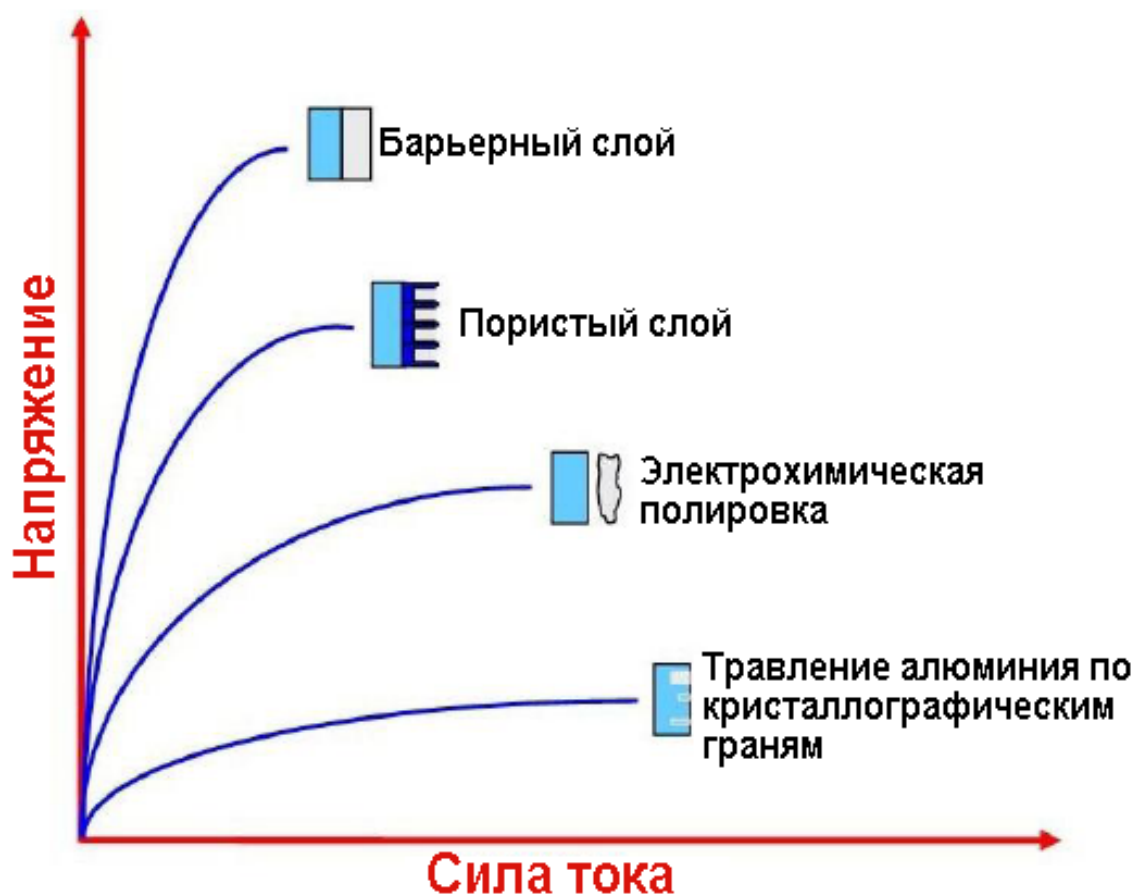 Напряжение
Барьерный слой
Пористый слой
Электрохимическая
полировка
Травление алюминия по
кристаллографическим
граням
Сила тока